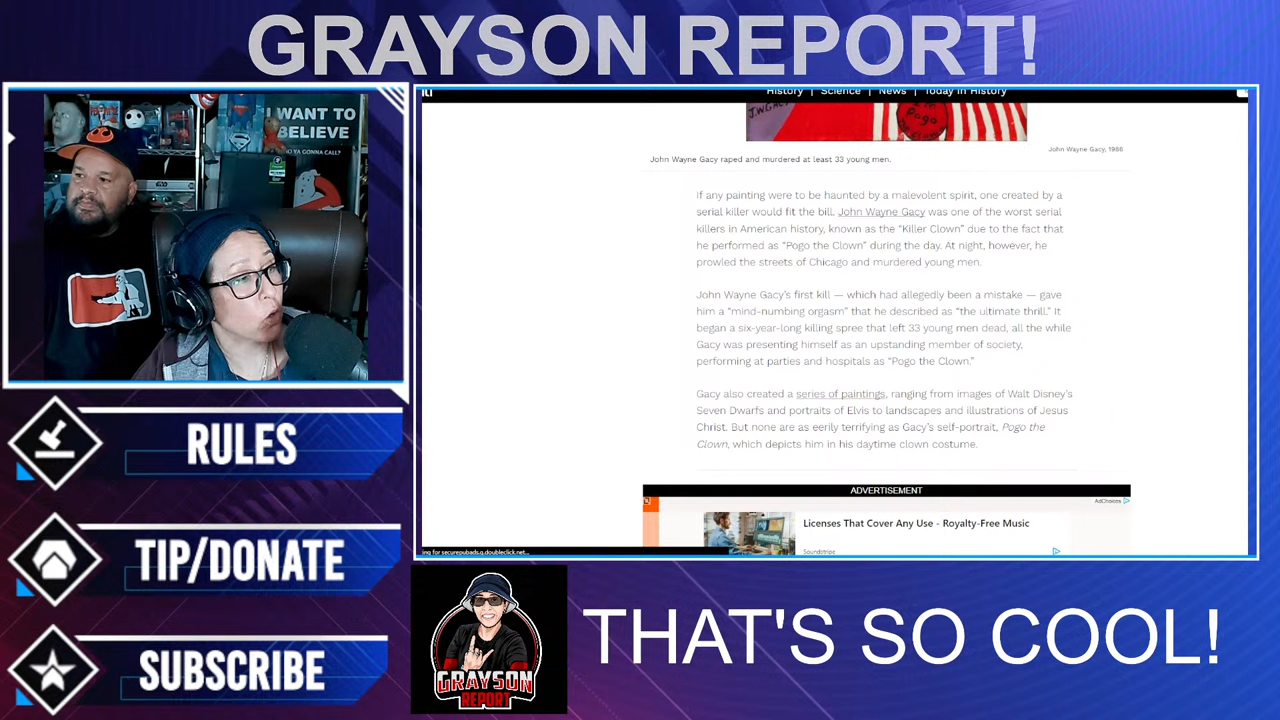 GRAYSON REPORT!
I WANT TO
BELIEVE
History | Science | News | Today In History
J.W.GACY
I'm
Pogo
the
John Wayne Gacy, 1986
John Wayne Gacy raped and murdered at least 33 young men.
If any painting were to be haunted by a malevolent spirit, one created by a
serial killer would fit the bill. John Wayne Gacy was one of the worst serial
killers in American history, known as the “Killer Clown” due to the fact that
he performed as “Pogo the Clown” during the day. At night, however, he
prowled the streets of Chicago and murdered young men.
John Wayne Gacy’s first kill — which had allegedly been a mistake — gave
him a “mind-numbing orgasm” that he described as “the ultimate thrill.” It
began a six-year-long killing spree that left 33 young men dead, all the while
Gacy was presenting himself as an upstanding member of society,
performing at parties and hospitals as “Pogo the Clown.”
Gacy also created a series of paintings, ranging from images of Walt Disney’s
Seven Dwarfs and portraits of Elvis to landscapes and illustrations of Jesus
Christ. But none are as eerily terrifying as Gacy’s self-portrait, Pogo the
Clown, which depicts him in his daytime clown costume.
ADVERTISEMENT
AdChoices
Licenses That Cover Any Use - Royalty-Free Music
Soundstripe
ing for securepubads.g.doubleclick.net...
RULES
TIP/DONATE
SUBSCRIBE
GRAYSON
REPORT
THAT'S SO COOL!